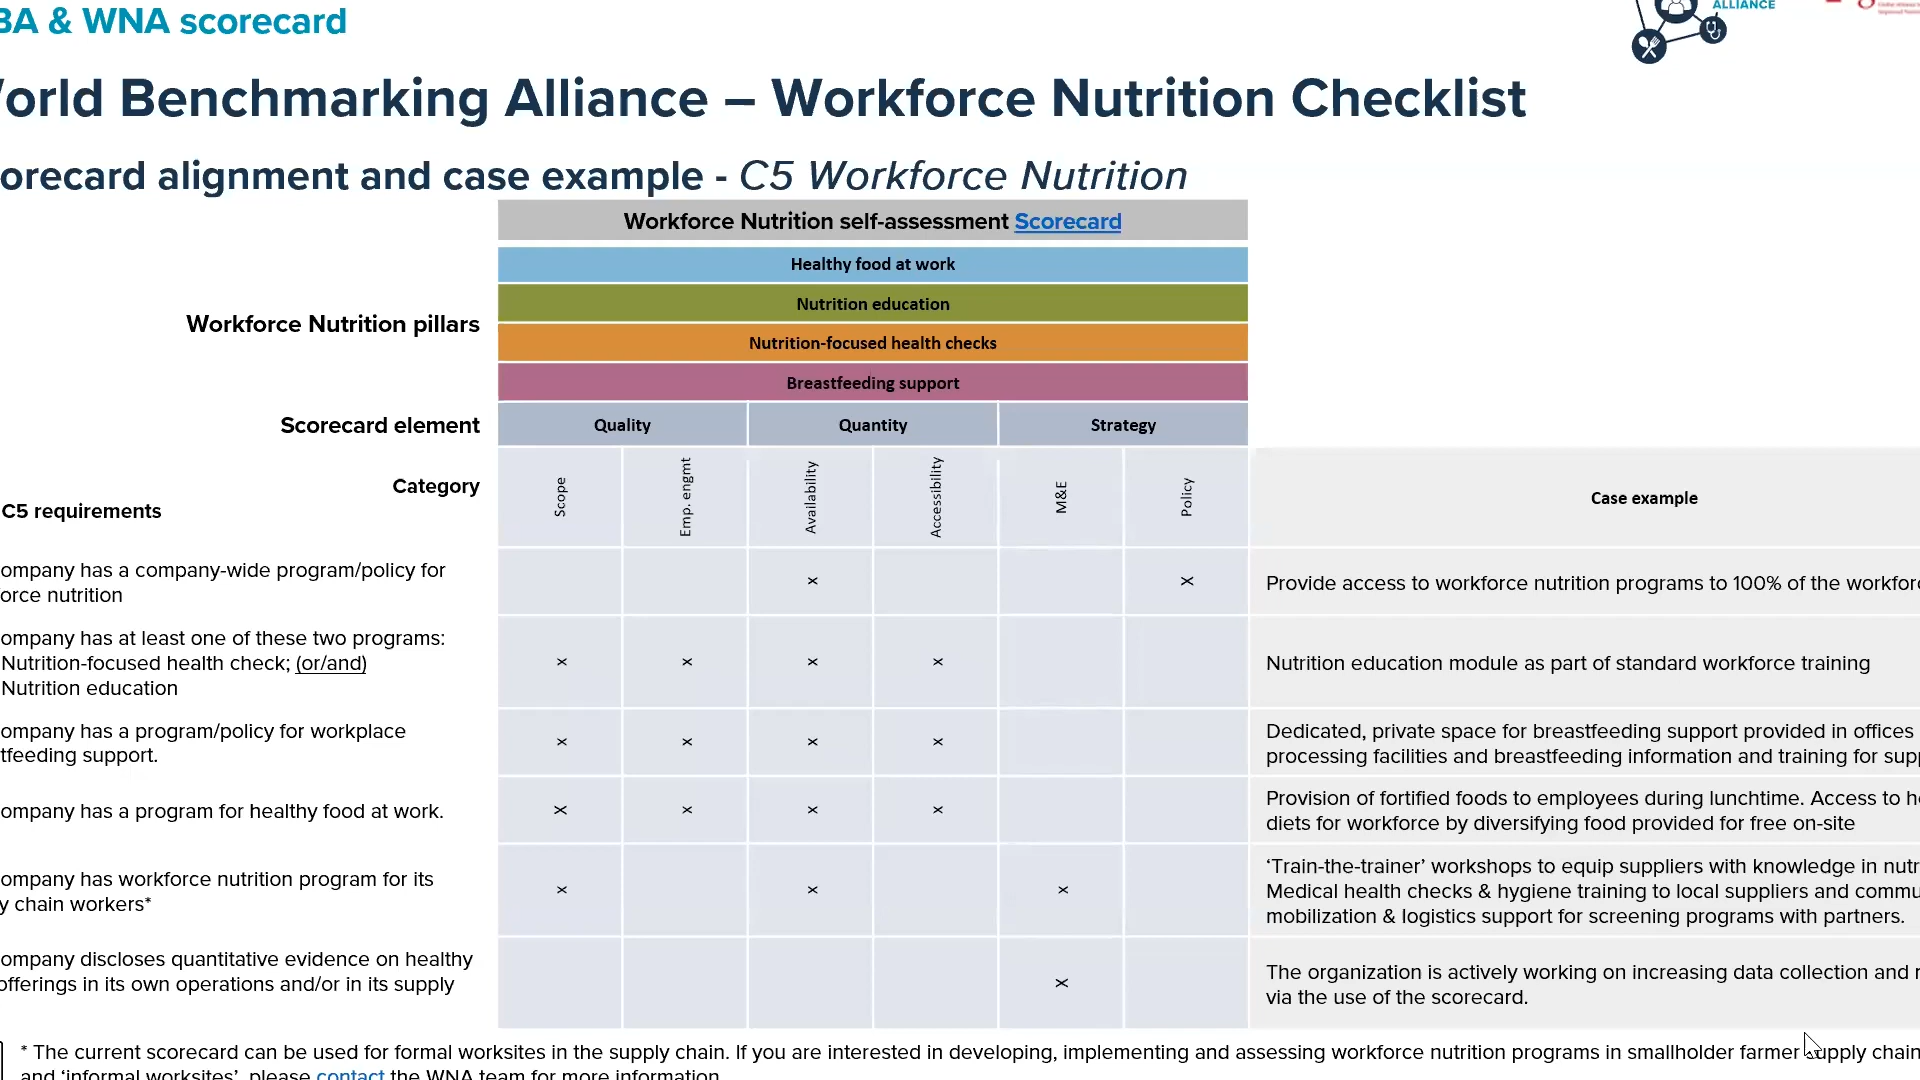 BA & WNA scorecard
ALLIANCE
World Benchmarking Alliance – Workforce Nutrition Checklist
orecard alignment and case example - C5 Workforce Nutrition
Workforce Nutrition self-assessment Scorecard
Workforce Nutrition pillars
Healthy food at work
Nutrition education
Nutrition-focused health checks
Breastfeeding support
Scorecard element
Quality
Quantity
Strategy
Category
C5 requirements
Scope
Emp. engmt
Availability
Accessibility
M&E
Policy
Case example
ompany has a company-wide program/policy for
orce nutrition
x
X
Provide access to workforce nutrition programs to 100% of the workforc
ompany has at least one of these two programs:
Nutrition-focused health check; (or/and)
Nutrition education
x
x
x
x
Nutrition education module as part of standard workforce training
ompany has a program/policy for workplace
tfeeding support.
x
x
x
x
Dedicated, private space for breastfeeding support provided in offices
processing facilities and breastfeeding information and training for sup
ompany has a program for healthy food at work.
X
x
x
x
Provision of fortified foods to employees during lunchtime. Access to he
diets for workforce by diversifying food provided for free on-site
ompany has workforce nutrition program for its
y chain workers*
x
x
x
‘Train-the-trainer’ workshops to equip suppliers with knowledge in nutr
Medical health checks & hygiene training to local suppliers and commu
mobilization & logistics support for screening programs with partners.
ompany discloses quantitative evidence on healthy
offerings in its own operations and/or in its supply
X
The organization is actively working on increasing data collection and
via the use of the scorecard.
* The current scorecard can be used for formal worksites in the supply chain. If you are interested in developing, implementing and assessing workforce nutrition programs in smallholder farmer supply chain
and ‘informal worksites’, please contact the WNA team for more information.